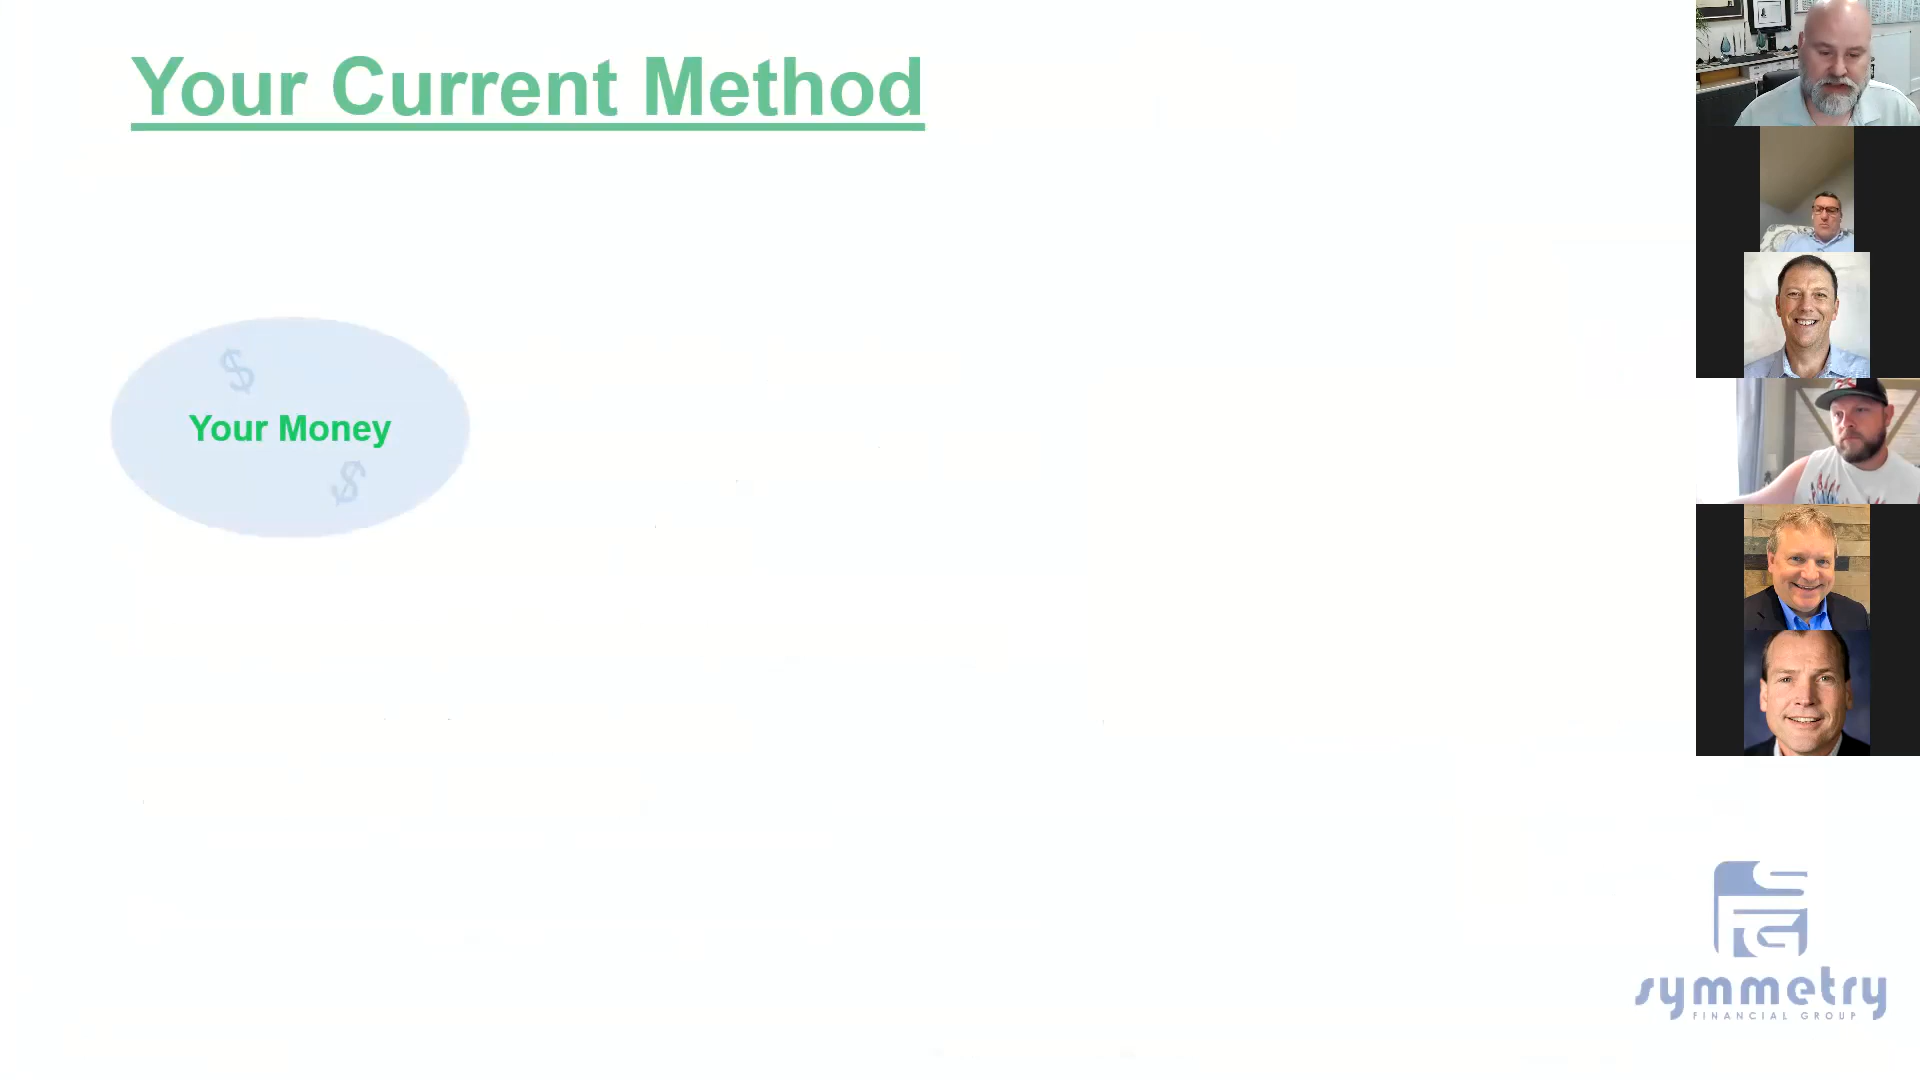 Your Current Method
$
Your Money
$
symmetry
FINANCIAL GROUP